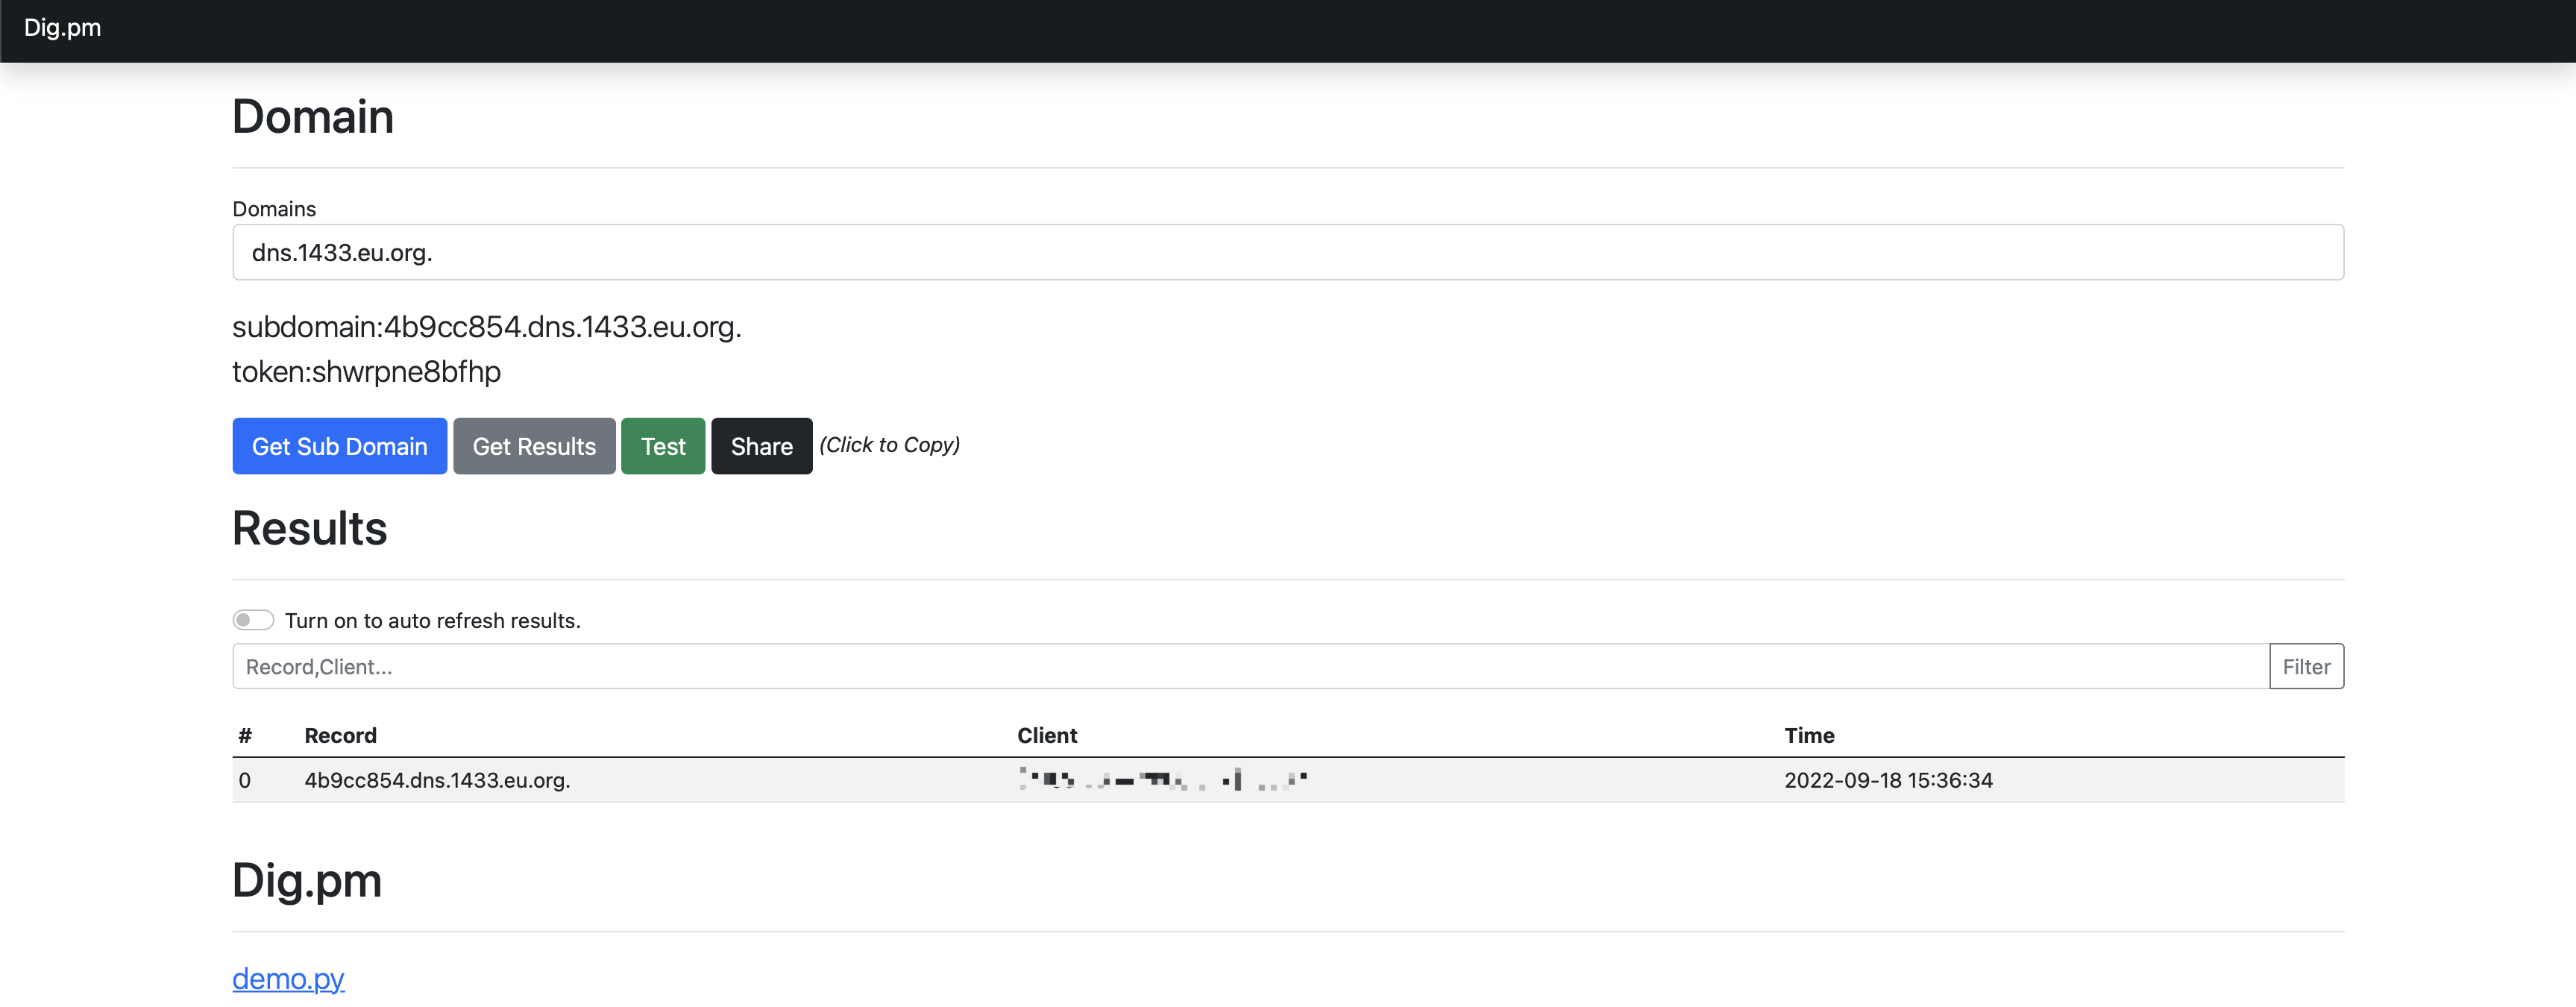 Dig.pm
Domain
Domains
dns.1433.eu.org.
subdomain:4b9cc854.dns.1433.eu.org.
token:shwrpne8bfhp
Get Sub Domain Get Results Test Share (Click to Copy)
Results
Turn on to auto refresh results.
Record,Client... Filter
# Record Client Time
0 4b9cc854.dns.1433.eu.org. 2022-09-18 15:36:34
Dig.pm
demo.py